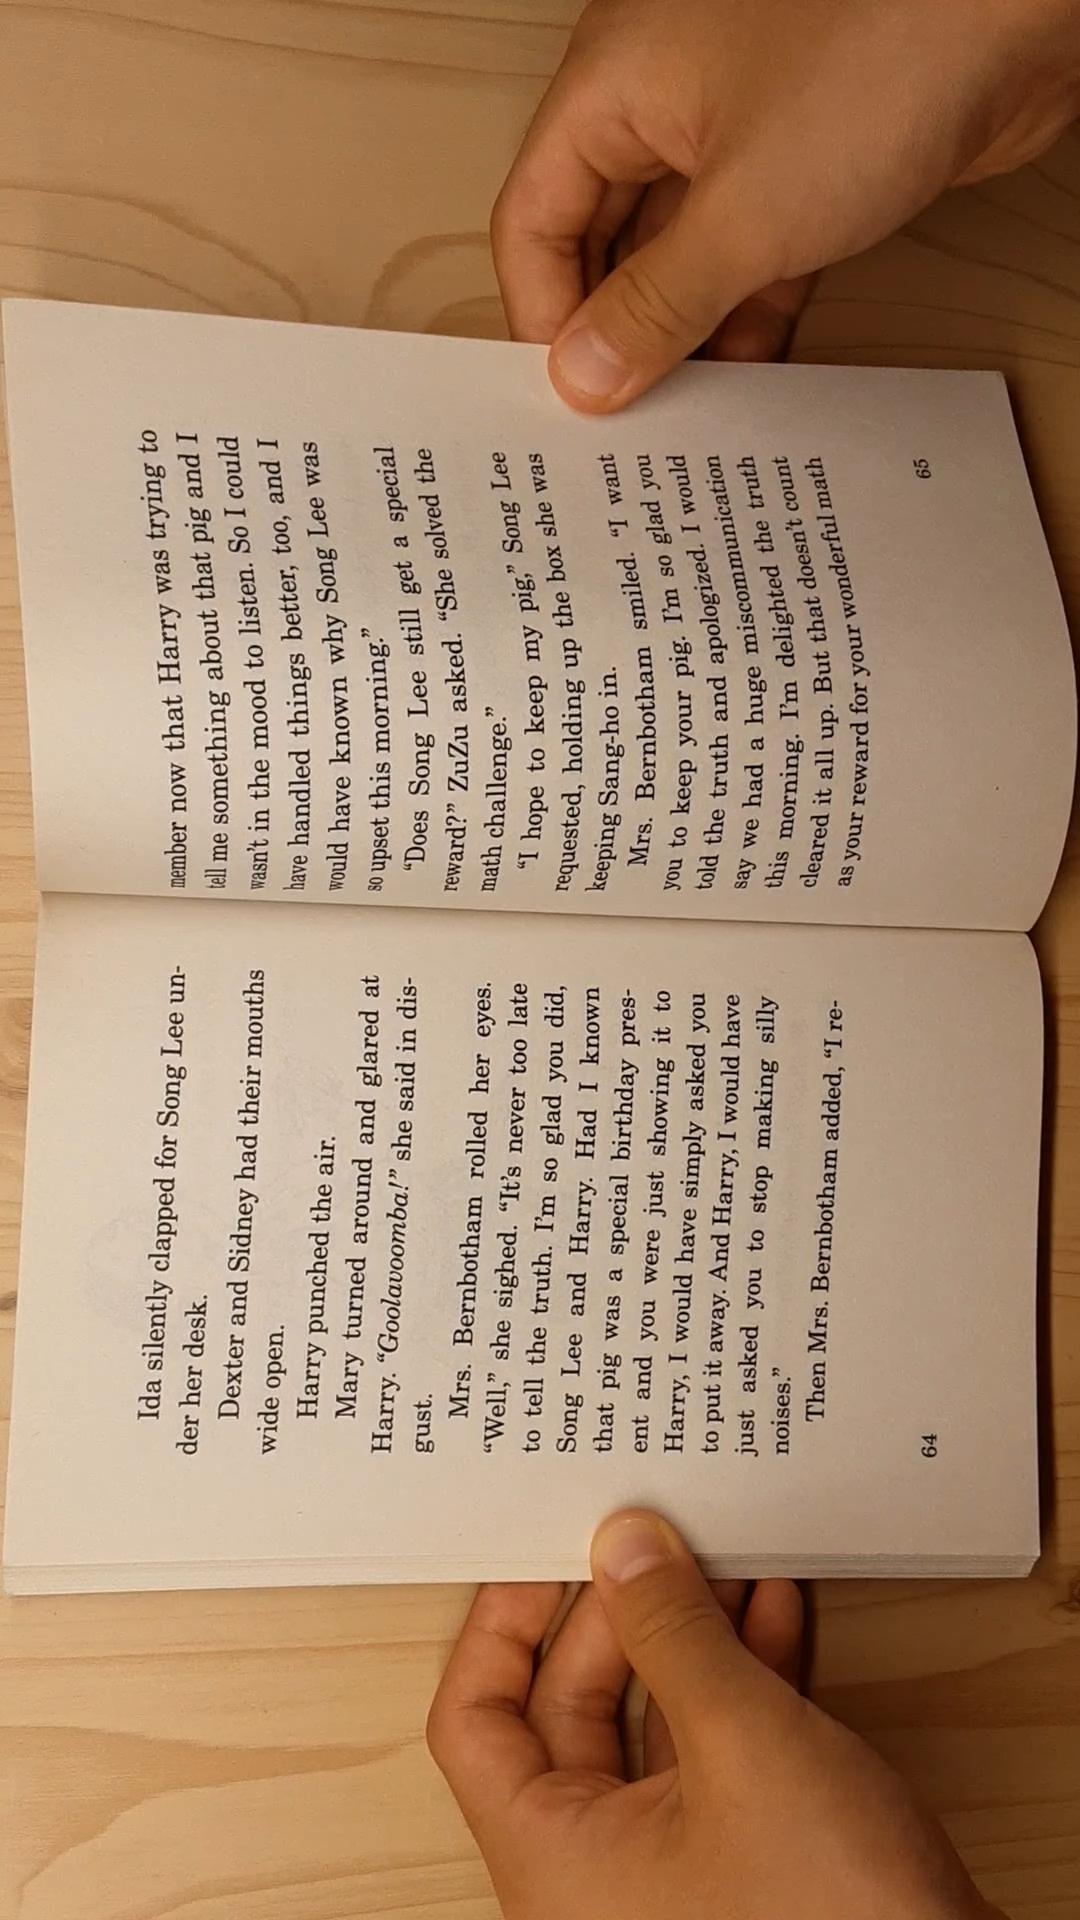 Ida silently clapped for Song Lee un-
der her desk.
Dexter and Sidney had their mouths
wide open.
Harry punched the air.
Mary turned around and glared at
Harry. “Goolavoomba!” she said in dis-
gust.
Mrs. Bernbotham rolled her eyes.
“Well,” she sighed. “It's never too late
to tell the truth. I'm so glad you did,
Song Lee and Harry. Had I known
that pig was a special birthday pres-
ent and you were just showing it to
Harry, I would have simply asked you
to put it away. And Harry, I would have
just asked you to stop making silly
noises.”
Then Mrs. Bernbotham added, “I re-
64
member now that Harry was trying to
tell me something about that pig and I
wasn't in the mood to listen. So I could
have handled things better, too, and I
would have known why Song Lee was
so upset this morning.”
“Does Song Lee still get a special
reward?” ZuZu asked. “She solved the
math challenge.”
“I hope to keep my pig,” Song Lee
requested, holding up the box she was
keeping Sang-ho in.
Mrs. Bernbotham smiled. “I want
you to keep your pig. I'm so glad you
told the truth and apologized. I would
say we had a huge miscommunication
this morning. I'm delighted the truth
cleared it all up. But that doesn't count
as your reward for your wonderful math
65